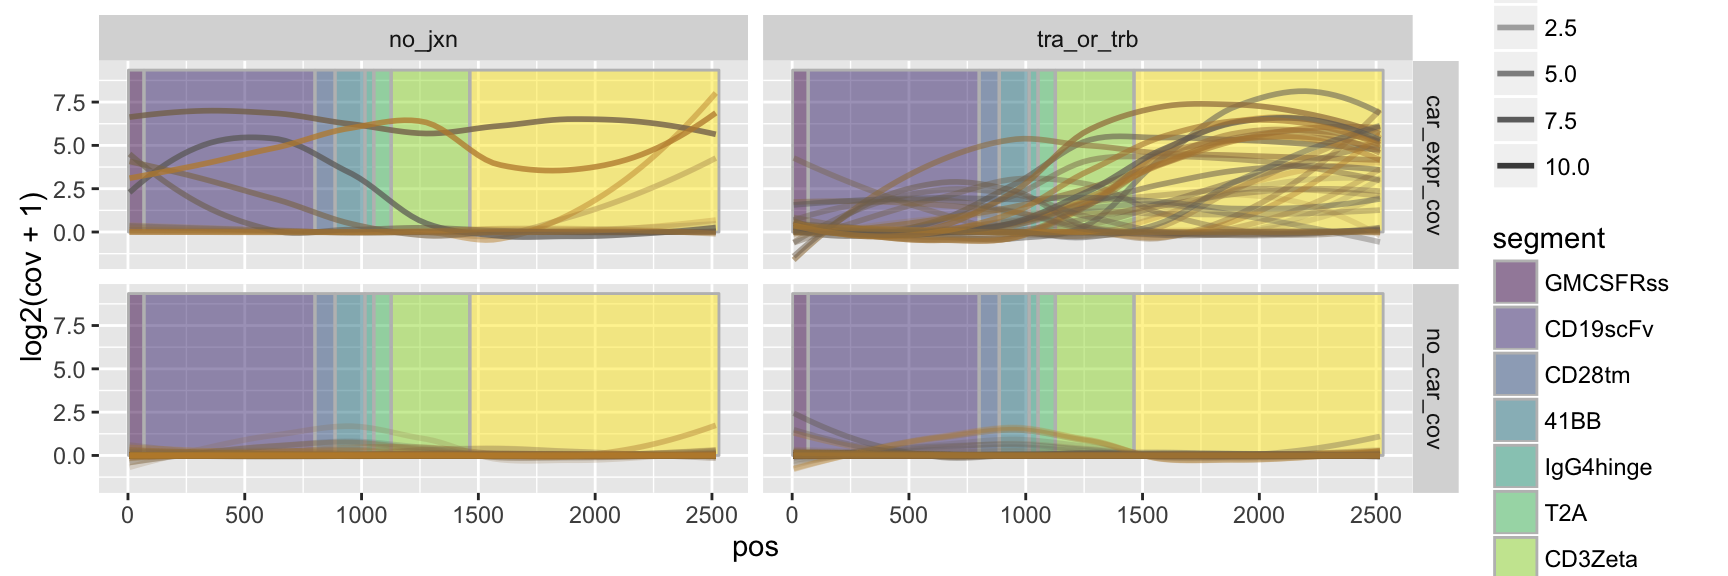 no_jxn
tra_or_trb
7.5
5.0
2.5
0.0
car_expr_cov
7.5
5.0
2.5
0.0
no_car_cov
log2(cov + 1)
0 500 1000 1500 2000 2500
0 500 1000 1500 2000 2500
pos
2.5
5.0
7.5
10.0
segment
GMCSFRss
CD19scFv
CD28tm
41BB
IgG4hinge
T2A
CD3Zeta